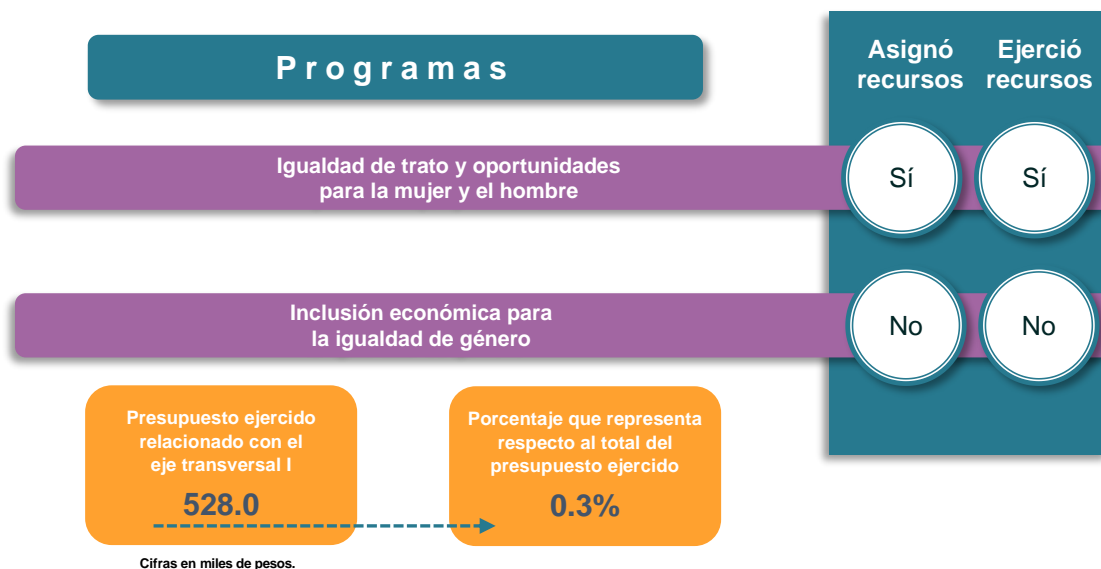 Programas
Asignó
recursos
Ejerció
recursos
Igualdad de trato y oportunidades
para la mujer y el hombre
Sí
Sí
Inclusión económica para
la igualdad de género
No
No
Presupuesto ejercido
relacionado con el
eje transversal I
528.0
Porcentaje que representa
respecto al total del
presupuesto ejercido
0.3%
Cifras en miles de pesos.